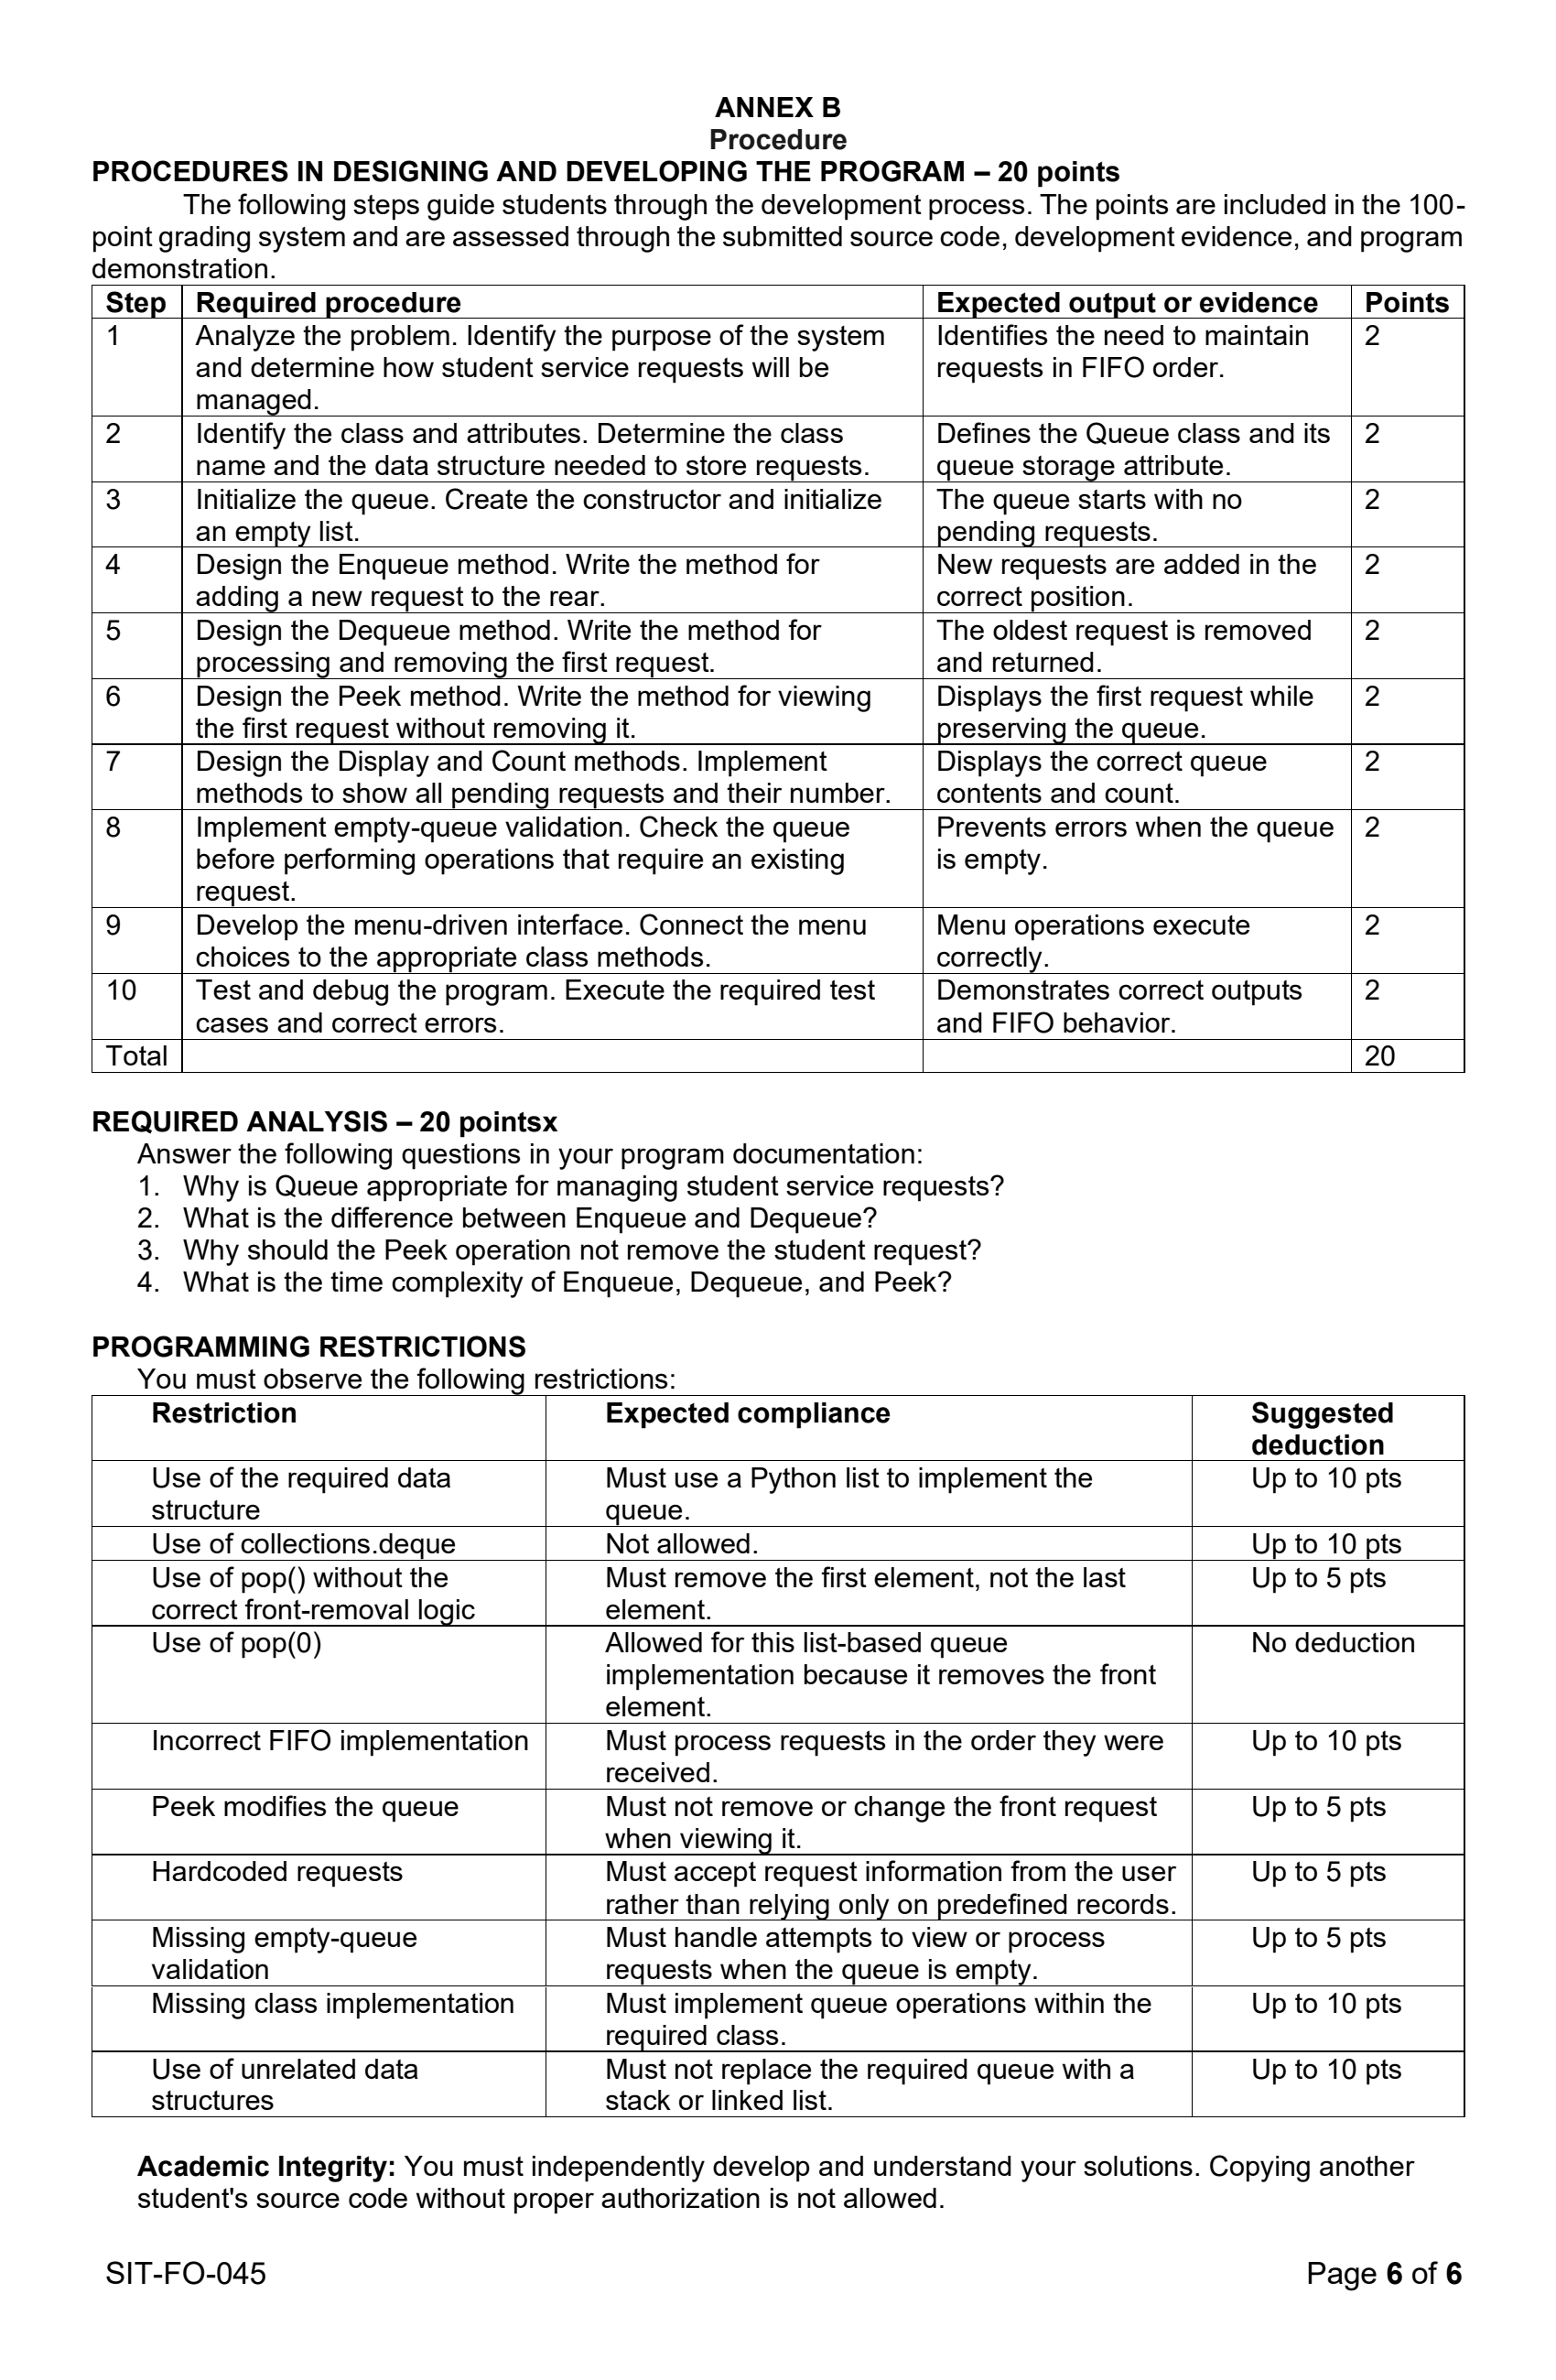 ANNEX B
Procedure
PROCEDURES IN DESIGNING AND DEVELOPING THE PROGRAM – 20 points
The following steps guide students through the development process. The points are included in the 100-
point grading system and are assessed through the submitted source code, development evidence, and program
demonstration.
Step Required procedure Expected output or evidence Points
1 Analyze the problem. Identify the purpose of the system Identifies the need to maintain 2
and determine how student service requests will be requests in FIFO order.
managed.
2 Identify the class and attributes. Determine the class Defines the Queue class and its 2
name and the data structure needed to store requests. queue storage attribute.
3 Initialize the queue. Create the constructor and initialize The queue starts with no 2
an empty list. pending requests.
4 Design the Enqueue method. Write the method for New requests are added in the 2
adding a new request to the rear. correct position.
5 Design the Dequeue method. Write the method for The oldest request is removed 2
processing and removing the first request. and returned.
6 Design the Peek method. Write the method for viewing Displays the first request while 2
the first request without removing it. preserving the queue.
7 Design the Display and Count methods. Implement Displays the correct queue 2
methods to show all pending requests and their number. contents and count.
8 Implement empty-queue validation. Check the queue Prevents errors when the queue 2
before performing operations that require an existing is empty.
request.
9 Develop the menu-driven interface. Connect the menu Menu operations execute 2
choices to the appropriate class methods. correctly.
10 Test and debug the program. Execute the required test Demonstrates correct outputs 2
cases and correct errors. and FIFO behavior.
Total 20
REQUIRED ANALYSIS – 20 pointsx
Answer the following questions in your program documentation:
1. Why is Queue appropriate for managing student service requests?
2. What is the difference between Enqueue and Dequeue?
3. Why should the Peek operation not remove the student request?
4. What is the time complexity of Enqueue, Dequeue, and Peek?
PROGRAMMING RESTRICTIONS
You must observe the following restrictions:
Restriction Expected compliance Suggested
deduction
Use of the required data Must use a Python list to implement the Up to 10 pts
structure queue.
Use of collections.deque Not allowed. Up to 10 pts
Use of pop() without the Must remove the first element, not the last Up to 5 pts
correct front-removal logic element.
Use of pop(0) Allowed for this list-based queue No deduction
implementation because it removes the front
element.
Incorrect FIFO implementation Must process requests in the order they were Up to 10 pts
received.
Peek modifies the queue Must not remove or change the front request Up to 5 pts
when viewing it.
Hardcoded requests Must accept request information from the user Up to 5 pts
rather than relying only on predefined records.
Missing empty-queue Must handle attempts to view or process Up to 5 pts
validation requests when the queue is empty.
Missing class implementation Must implement queue operations within the Up to 10 pts
required class.
Use of unrelated data Must not replace the required queue with a Up to 10 pts
structures stack or linked list.
Academic Integrity: You must independently develop and understand your solutions. Copying another
student's source code without proper authorization is not allowed.
SIT-FO-045 Page 6 of 6